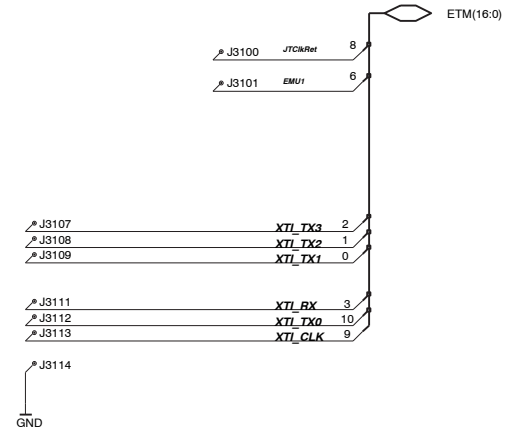 ETM(16:0)
J3100 JTClkRet 8
J3101 EMU1 6
J3107 XTI_TX3 2
J3108 XTI_TX2 1
J3109 XTI_TX1 0
J3111 XTI_RX 3
J3112 XTI_TX0 10
J3113 XTI_CLK 9
J3114
GND